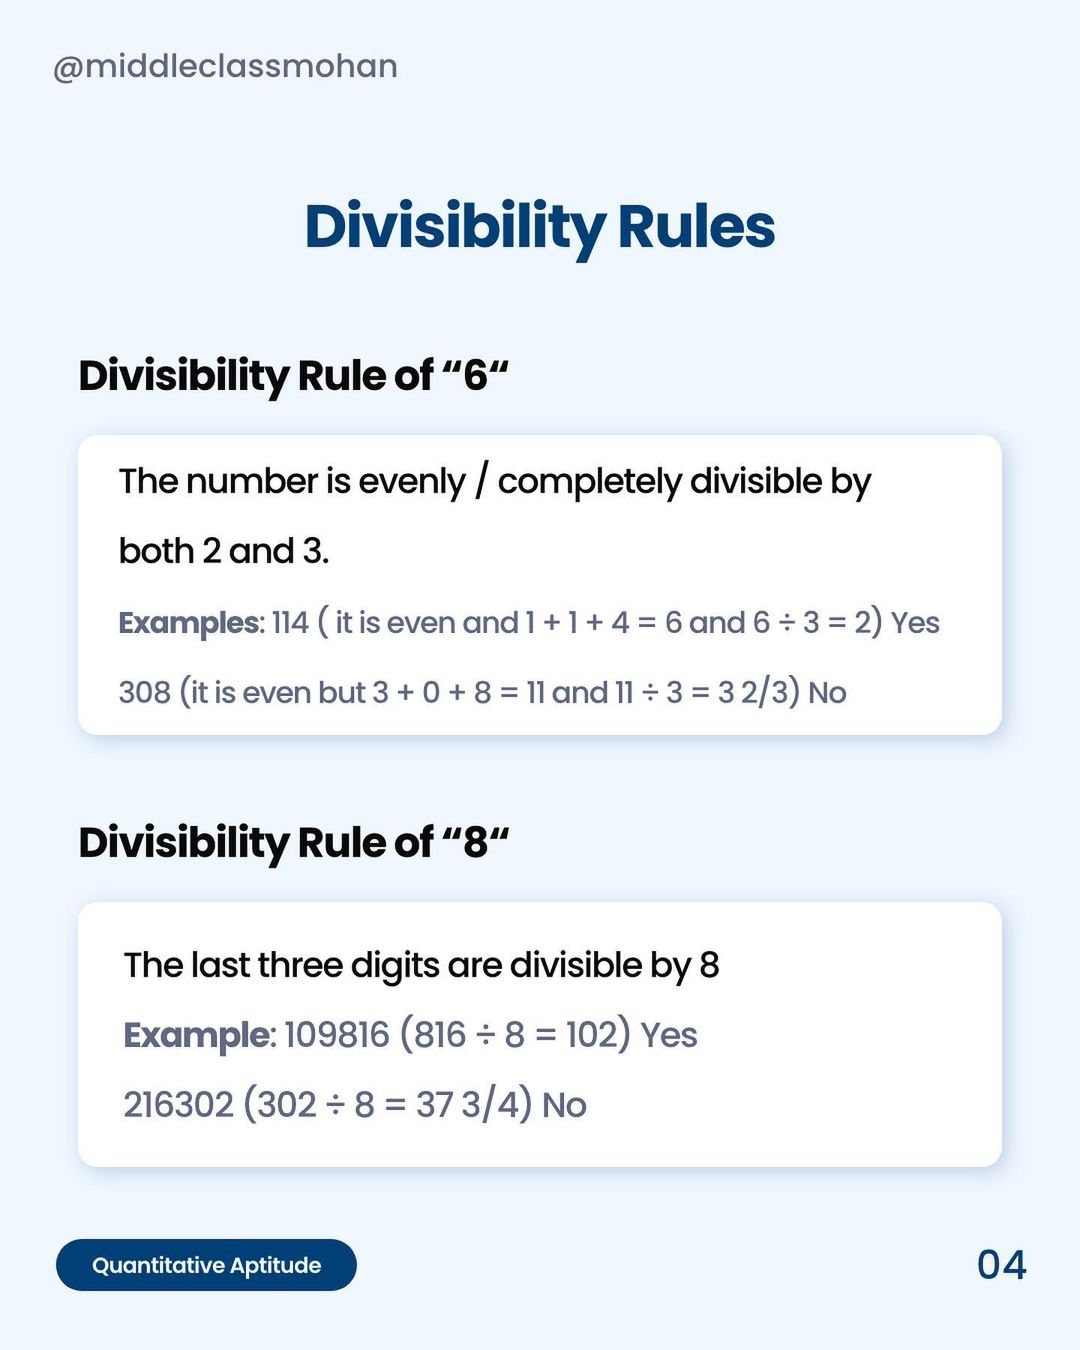 @middleclassmohan
Divisibility Rules
Divisibility Rule of “6“
The number is evenly / completely divisible by
both 2 and 3.
Examples: 114 ( it is even and 1 + 1 + 4 = 6 and 6 ÷ 3 = 2) Yes
308 (it is even but 3 + 0 + 8 = 11 and 11 ÷ 3 = 3 2/3) No
Divisibility Rule of “8“
The last three digits are divisible by 8
Example: 109816 (816 ÷ 8 = 102) Yes
216302 (302 ÷ 8 = 37 3/4) No
Quantitative Aptitude
04